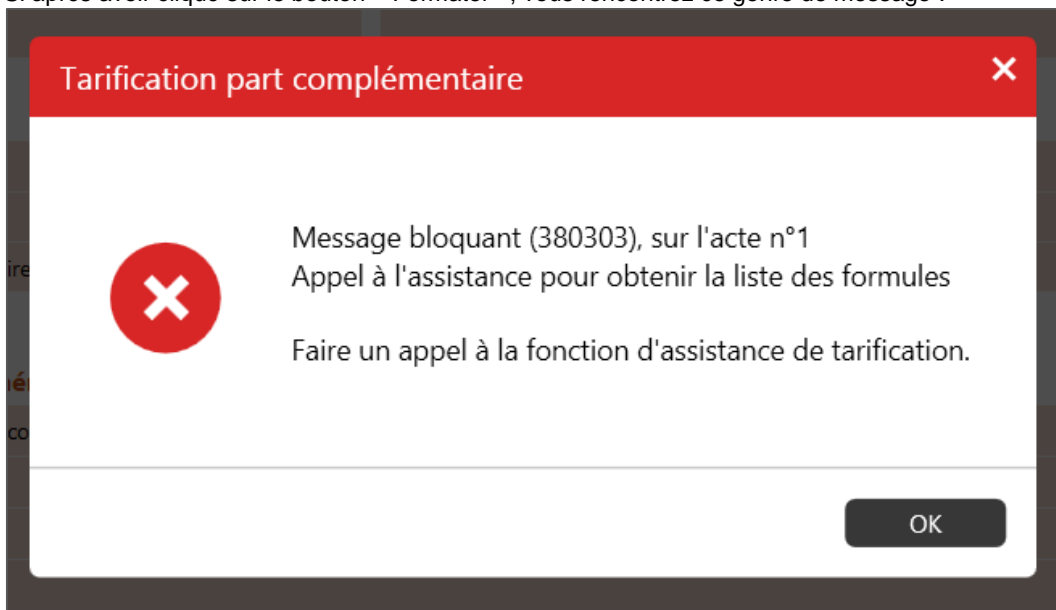 Tarification part complémentaire
Message bloquant (380303), sur l'acte n°1
Appel à l'assistance pour obtenir la liste des formules
Faire un appel à la fonction d'assistance de tarification.
OK